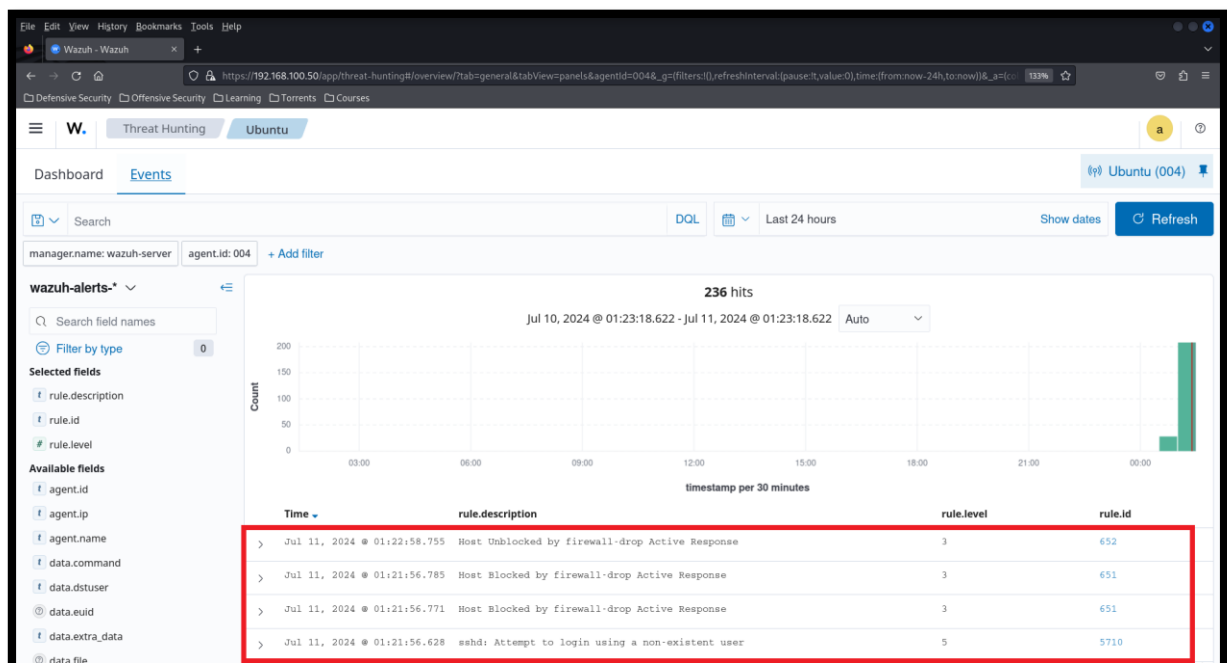 File Edit View History Bookmarks Tools Help
Wazuh - Wazuh × +
https://192.168.100.50/app/threat-hunting#/overview/?tab=general&tabView=panels&agentId=004&_g=(filters:!(),refreshInterval:(pause:!t,value:0),time:(from:now-24h,to:now))&_a=(co 133%
Defensive Security Offensive Security Learning Torrents Courses
W. Threat Hunting Ubuntu a
Dashboard Events Ubuntu (004)
Search DQL Last 24 hours Show dates Refresh
manager.name: wazuh-server agent.id: 004 + Add filter
wazuh-alerts-*
Search field names
Filter by type 0
Selected fields
t rule.description
t rule.id
# rule.level
Available fields
t agent.id
t agent.ip
t agent.name
t data.command
t data.dstuser
data.euid
t data.extra_data
data.file
236 hits
Jul 10, 2024 @ 01:23:18.622 - Jul 11, 2024 @ 01:23:18.622 Auto
Count
200
150
100
50
0
03:00 06:00 09:00 12:00 15:00 18:00 21:00 00:00
timestamp per 30 minutes
Time rule.description rule.level rule.id
Jul 11, 2024 @ 01:22:58.755 Host Unblocked by firewall-drop Active Response 3 652
Jul 11, 2024 @ 01:21:56.785 Host Blocked by firewall-drop Active Response 3 651
Jul 11, 2024 @ 01:21:56.771 Host Blocked by firewall-drop Active Response 3 651
Jul 11, 2024 @ 01:21:56.628 sshd: Attempt to login using a non-existent user 5 5710